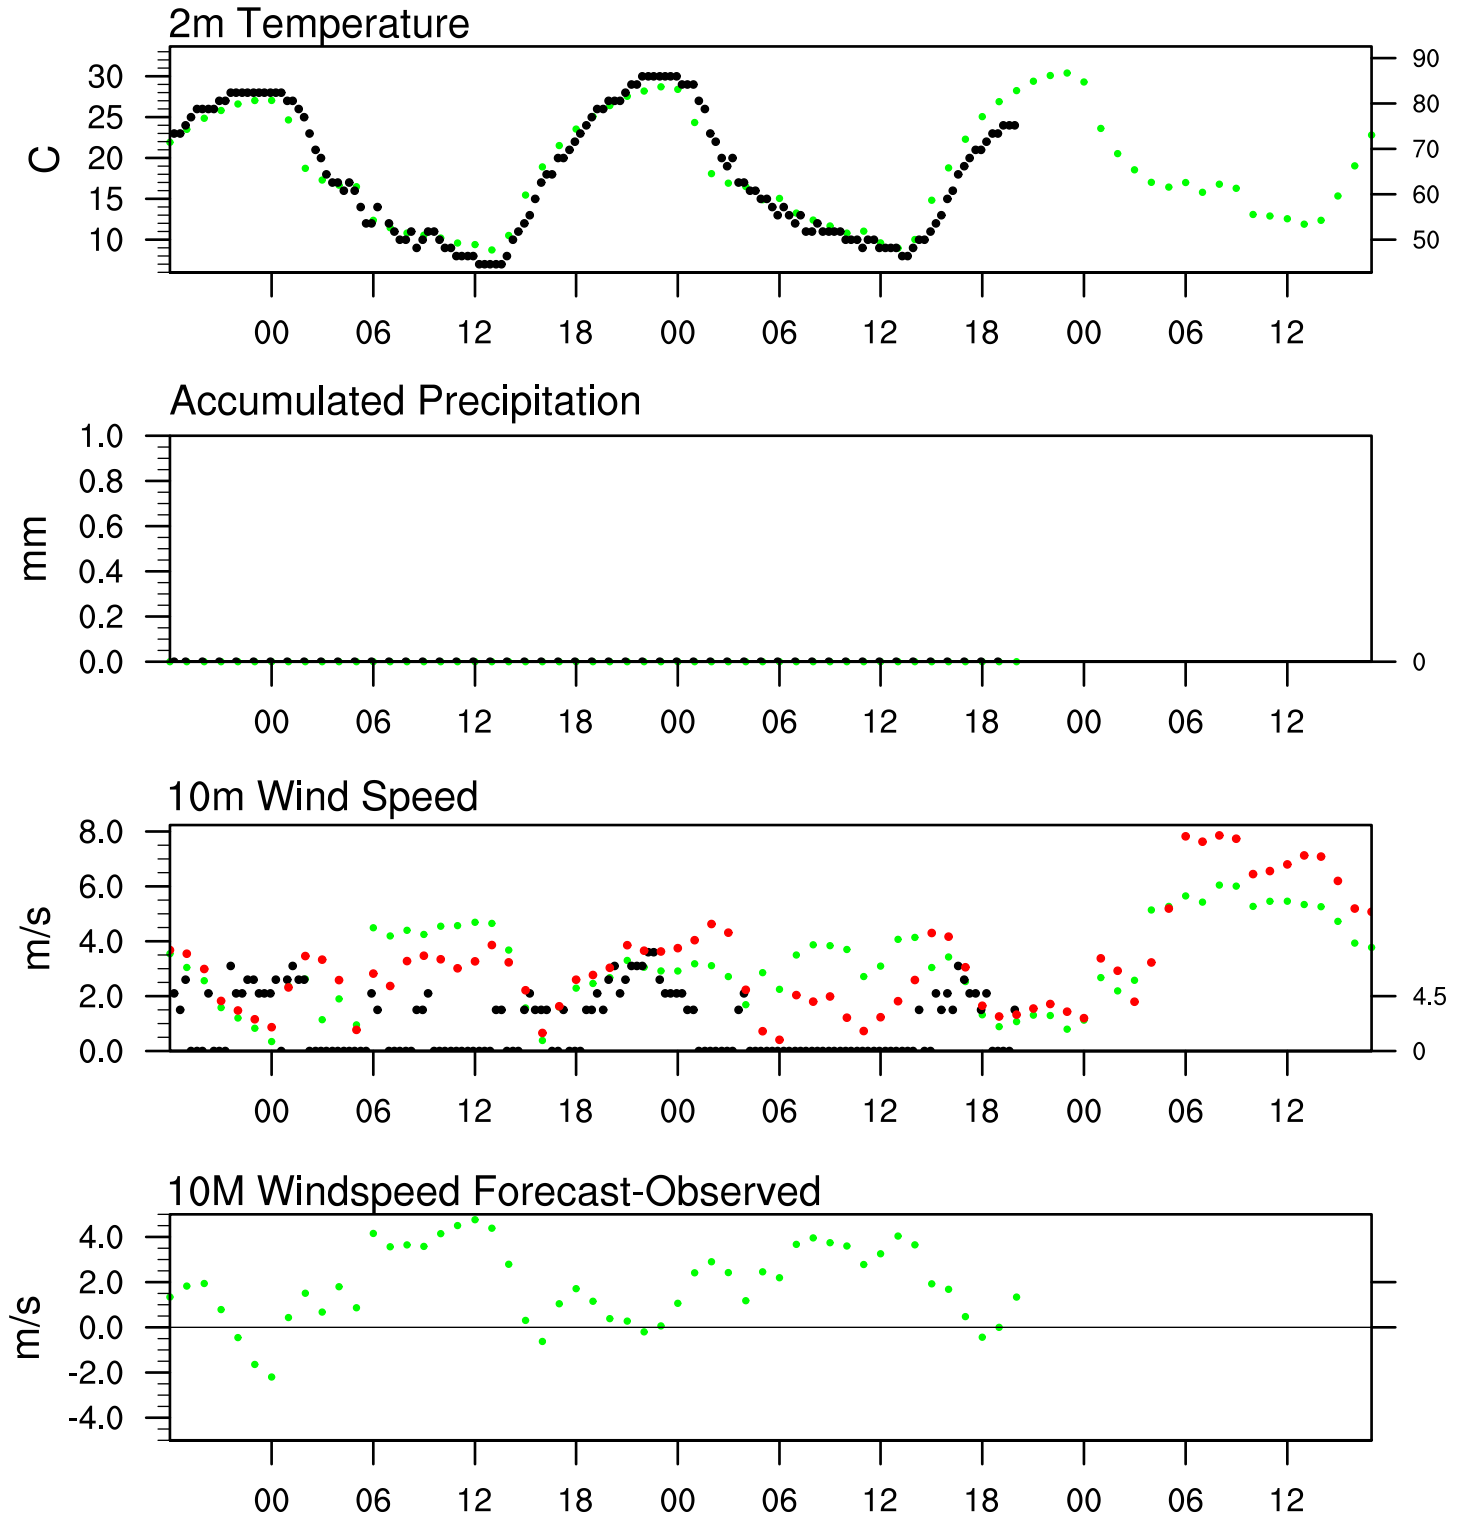 2m Temperature
30 90
25 80
20 70
15 60
10 50
C
00 06 12 18 00 06 12 18 00 06 12
Accumulated Precipitation
1.0
0.8
0.6
0.4
0.2
0.0 0
mm
00 06 12 18 00 06 12 18 00 06 12
10m Wind Speed
8.0
6.0
4.0
2.0 4.5
0.0 0
m/s
00 06 12 18 00 06 12 18 00 06 12
10M Windspeed Forecast-Observed
4.0
2.0
0.0
-2.0
-4.0
m/s
00 06 12 18 00 06 12 18 00 06 12